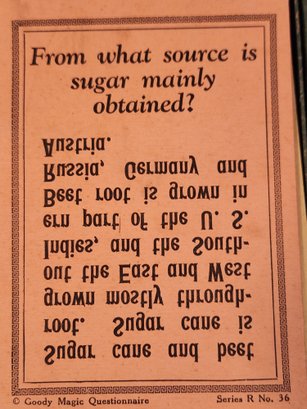 From what source is
sugar mainly
obtained?
Sugar cane and beet
root. Sugar cane is
grown mostly through-
out the East and West
Indies, and the South-
ern part of the U. S.
Beet root is grown in
Russia, Germany and
Austria.
© Goody Magic Questionnaire
Series R No. 36